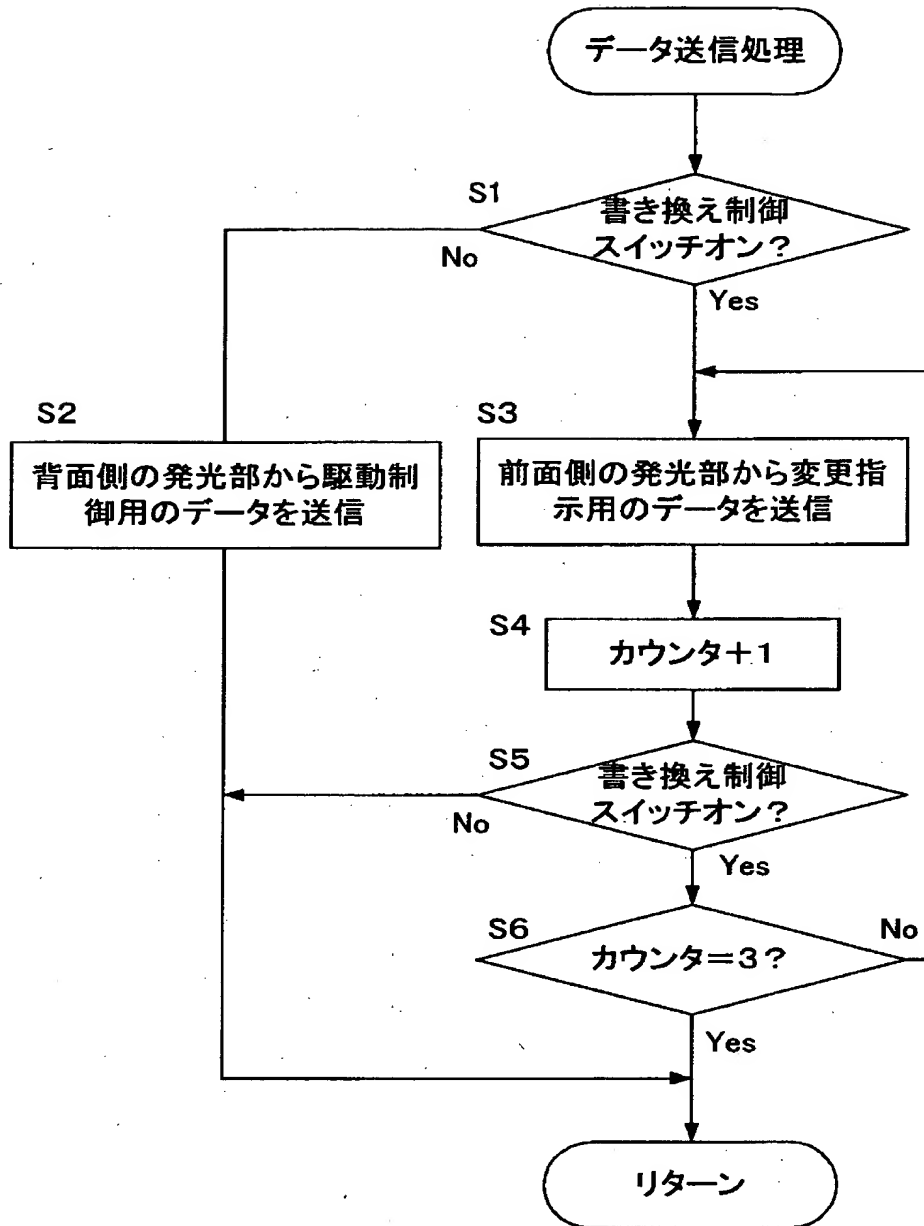 データ送信処理
S1
書き換え制御
スイッチオン?
No
Yes
S2
背面側の発光部から駆動制
御用のデータを送信
S3
前面側の発光部から変更指
示用のデータを送信
S4
カウンタ+1
S5
書き換え制御
スイッチオン?
No
Yes
S6
カウンタ=3?
No
Yes
リターン